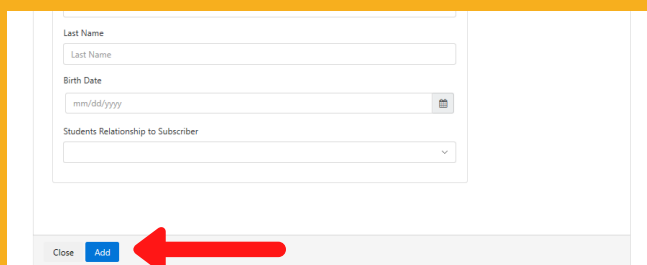 Last Name
Last Name
Birth Date
mm/dd/yyyy
Students Relationship to Subscriber
Close Add